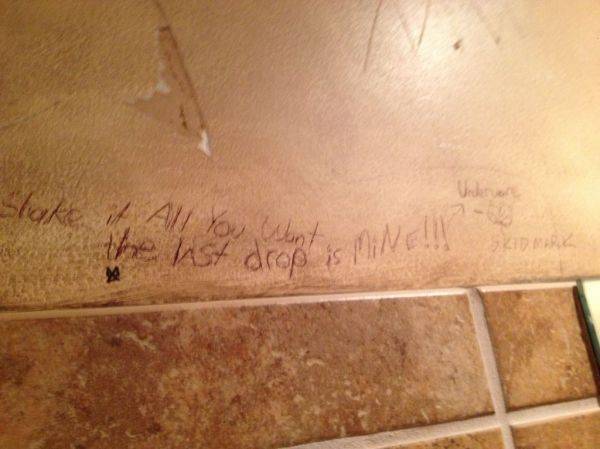 Shake it All You Want
the last drop is MiNE!!!
Underware
SKIDMARK